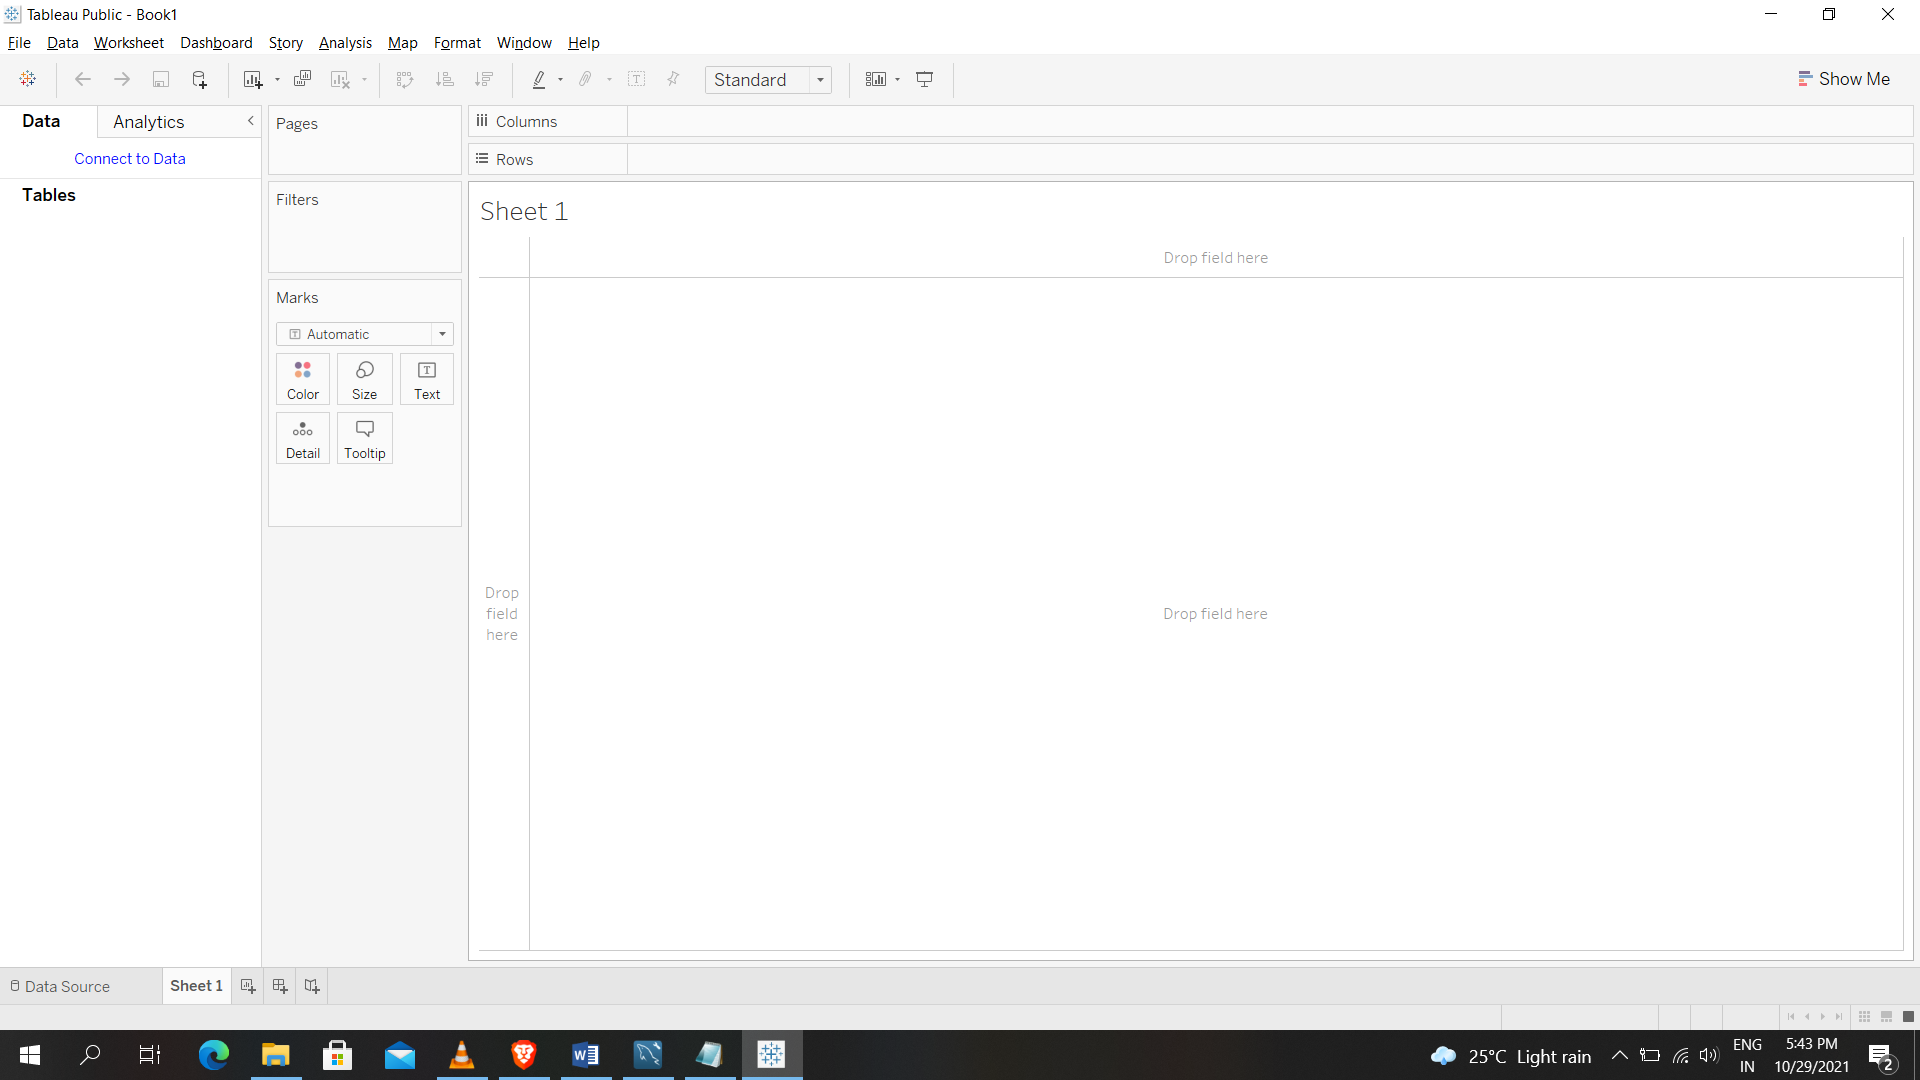 Tableau Public - Book1
File Data Worksheet Dashboard Story Analysis Map Format Window Help
Standard
Show Me
Data
Analytics
Connect to Data
Tables
Pages
Filters
Marks
Automatic
Color Size Text
Detail Tooltip
Columns
Rows
Sheet 1
Drop field here
Drop
field
here
Drop field here
Data Source
Sheet 1
25°C Light rain
ENG
IN
5:43 PM
10/29/2021
2